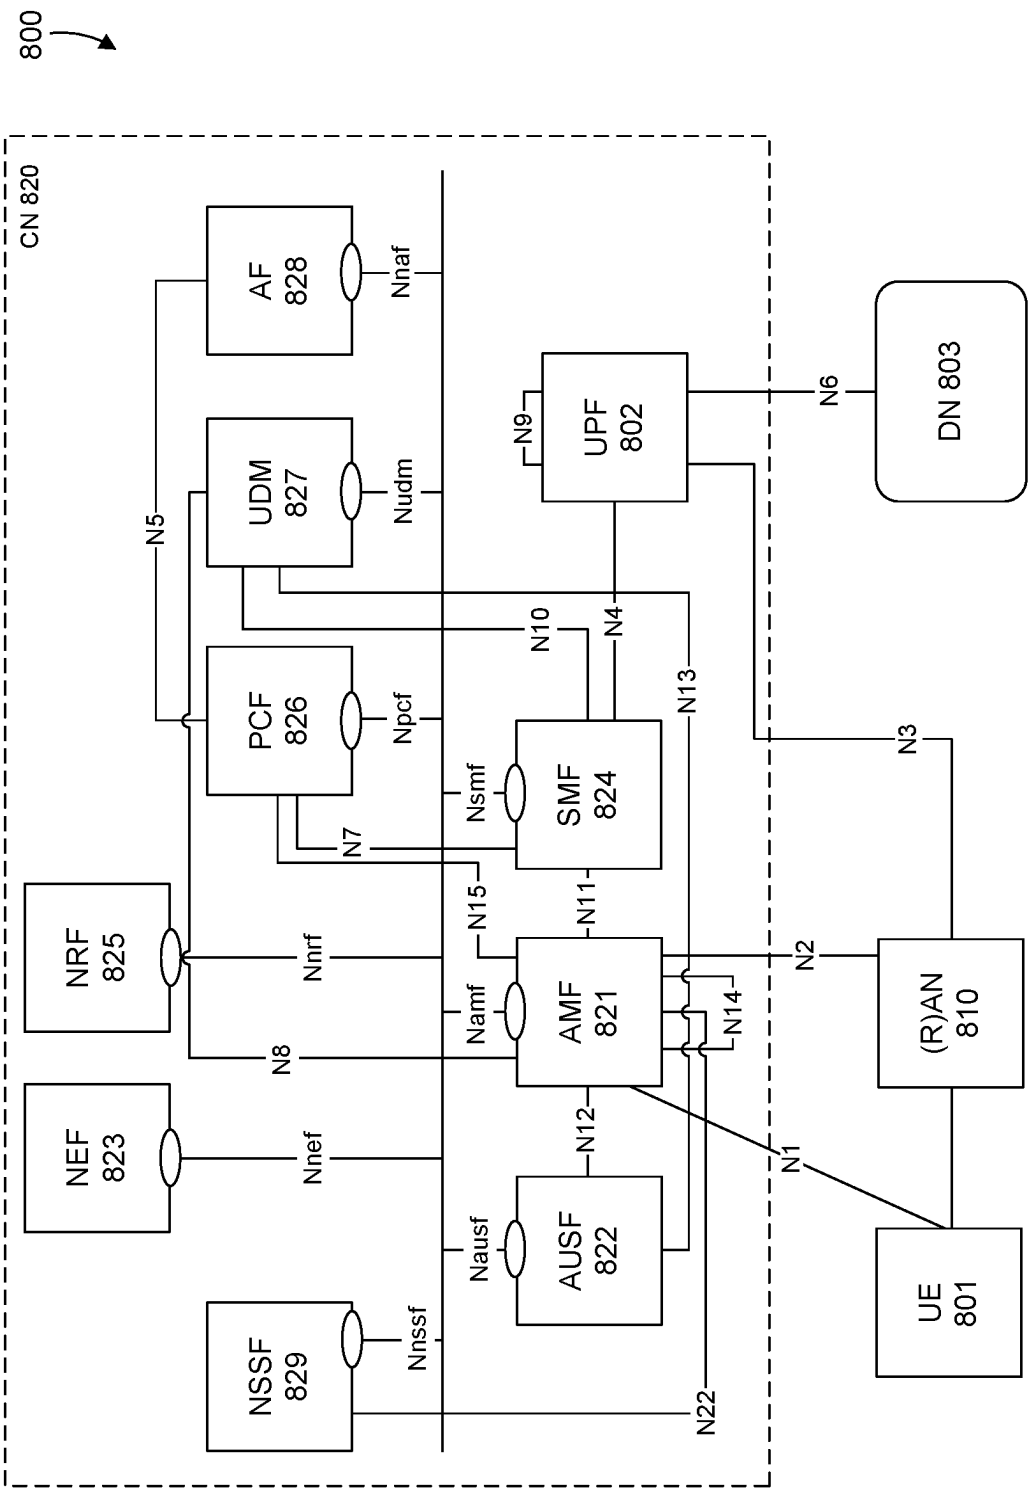 800
CN 820
NEF
823
NRF
825
NSSF
829
PCF
826
UDM
827
AF
828
N5
N8
Nnef
Nnrf
Nnssf
Npcf
Nudm
Nnaf
N7
N15
N10
Nausf
Namf
Nsmf
AUSF
822
AMF
821
SMF
824
UPF
802
N12
N11
N4
N9
N13
N22
N14
N1
N2
N3
N6
UE
801
(R)AN
810
DN 803